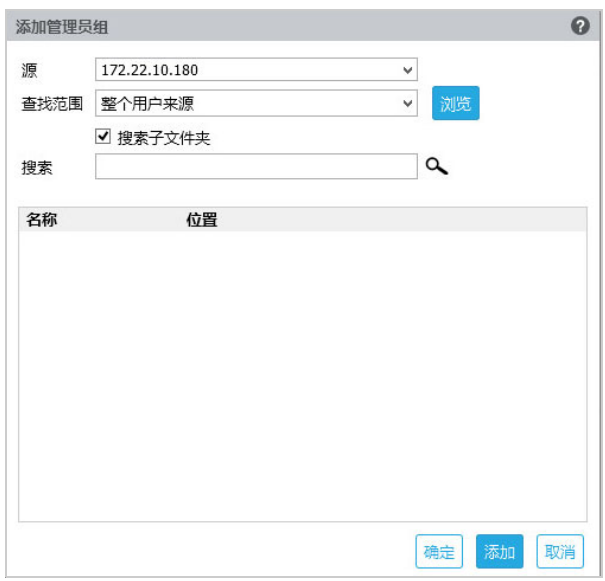 添加管理员组 ?
源 172.22.10.180
查找范围 整个用户来源 浏览
搜素子文件夹
搜索
名称 位置
确定 添加 取消